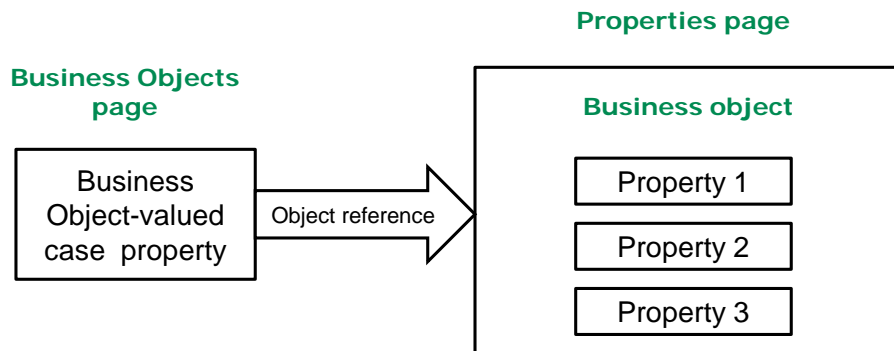 Properties page
Business Objects
page
Business object
Business
Object-valued
case property
Object reference
Property 1
Property 2
Property 3